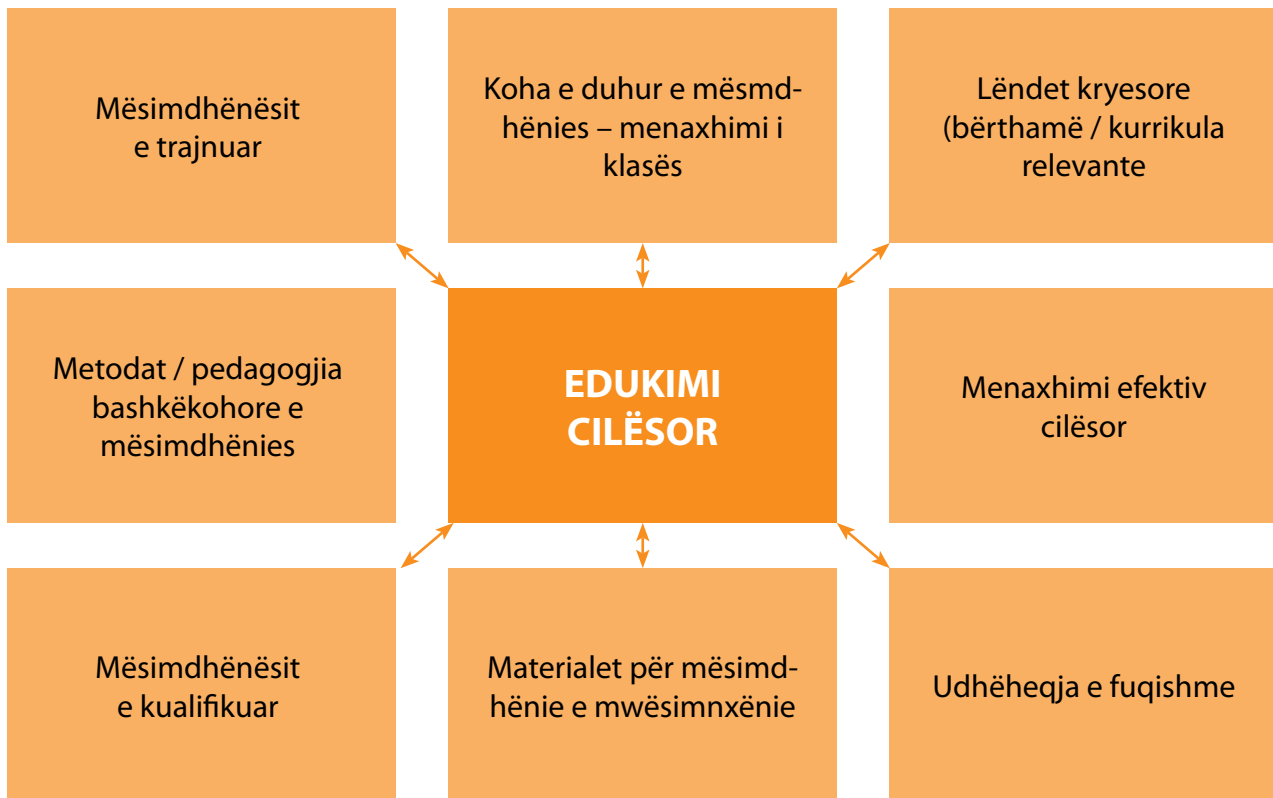 Mësimdhënësit
e trajnuar
Koha e duhur e mësmd-
hënies – menaxhimi i
klasës
Lëndet kryesore
(bërthamë / kurrikula
relevante
Metodat / pedagogjia
bashkëkohore e
mësimdhënies
EDUKIMI
CILËSOR
Menaxhimi efektiv
cilësor
Mësimdhënësit
e kualifikuar
Materialet për mësimd-
hënie e mwësimnxënie
Udhëheqja e fuqishme